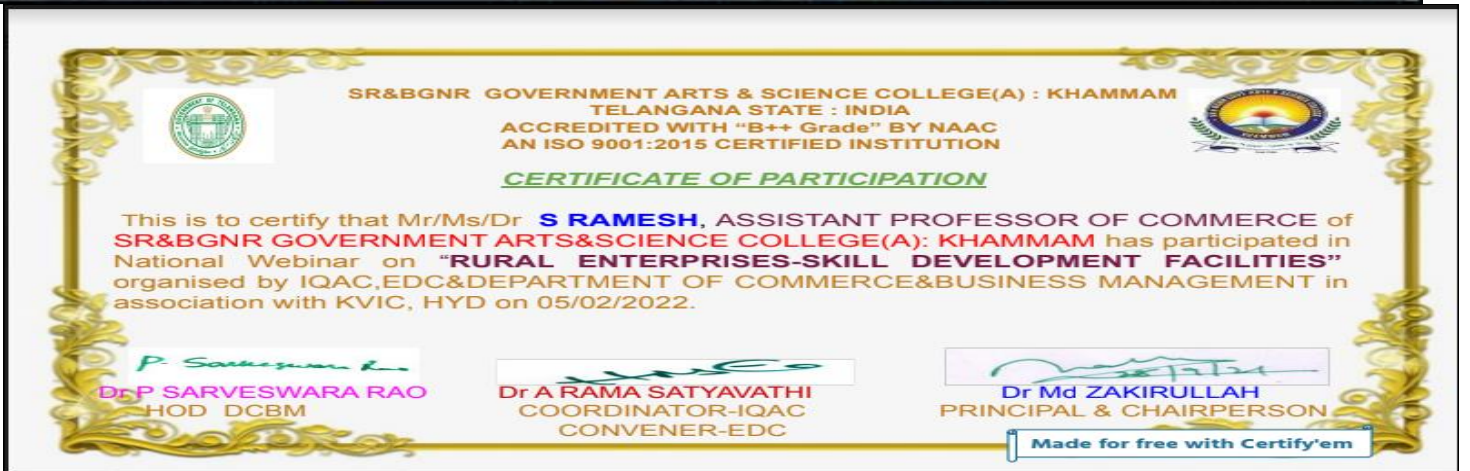 SR&BGNR GOVERNMENT ARTS & SCIENCE COLLEGE(A) : KHAMMAM
TELANGANA STATE : INDIA
ACCREDITED WITH “B++ Grade” BY NAAC
AN ISO 9001:2015 CERTIFIED INSTITUTION
CERTIFICATE OF PARTICIPATION
This is to certify that Mr/Ms/Dr S RAMESH, ASSISTANT PROFESSOR OF COMMERCE of
SR&BGNR GOVERNMENT ARTS&SCIENCE COLLEGE(A): KHAMMAM has participated in
National Webinar on “RURAL ENTERPRISES-SKILL DEVELOPMENT FACILITIES”
organised by IQAC,EDC&DEPARTMENT OF COMMERCE&BUSINESS MANAGEMENT in
association with KVIC, HYD on 05/02/2022.
28/9/21
Dr P SARVESWARA RAO
HOD DCBM
Dr A RAMA SATYAVATHI
COORDINATOR-IQAC
CONVENER-EDC
Dr Md ZAKIRULLAH
PRINCIPAL & CHAIRPERSON
Made for free with Certify'em